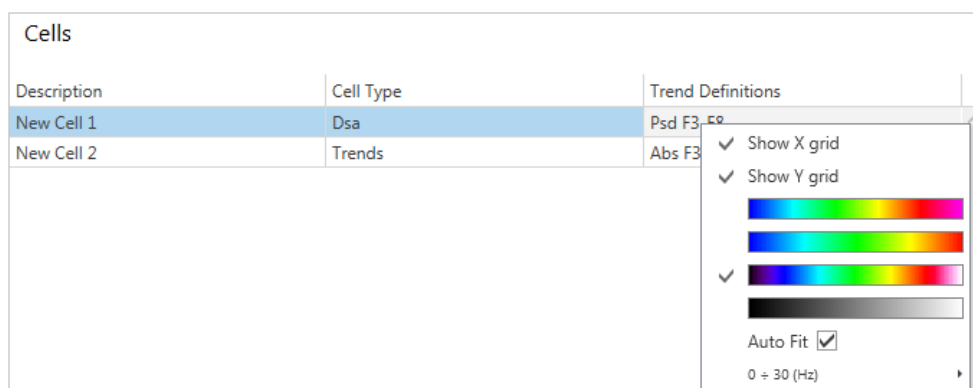 Cells
Description Cell Type Trend Definitions
New Cell 1 Dsa Psd F3-F8
New Cell 2 Trends Abs F3
Show X grid
Show Y grid
Auto Fit
0 ÷ 30 (Hz)